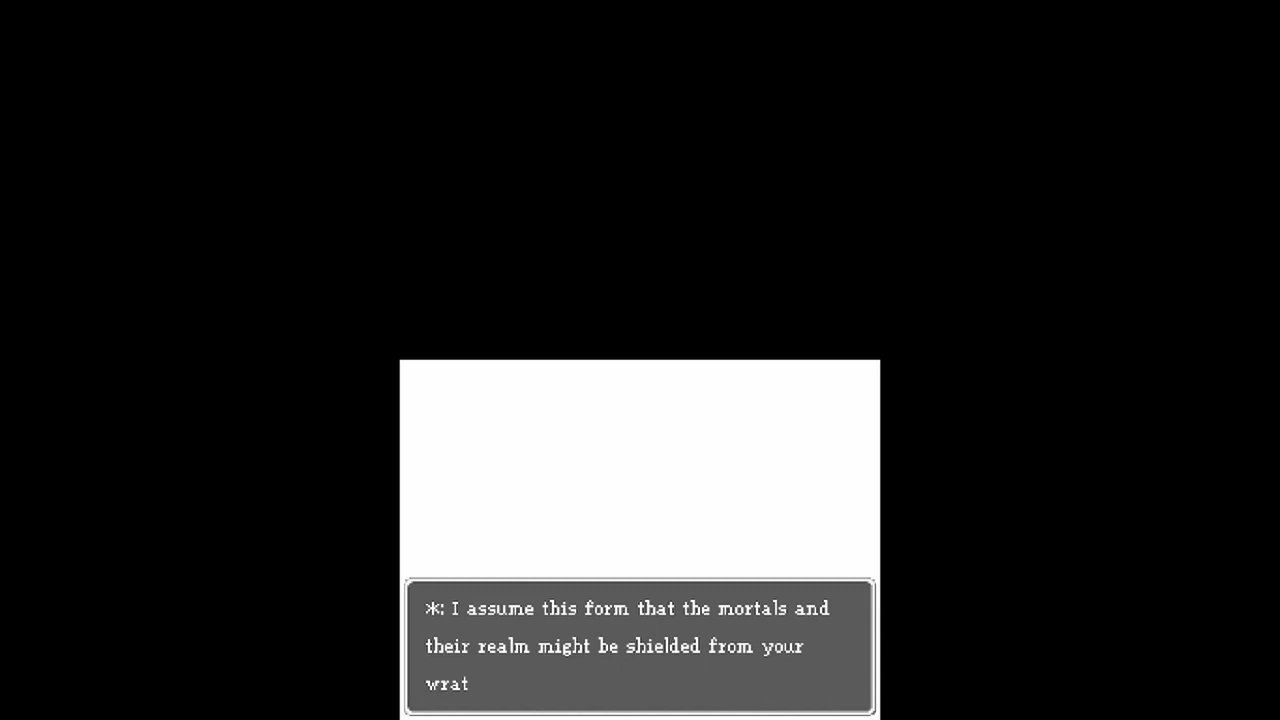 *: I assume this form that the mortals and
their realm might be shielded from your
wrat